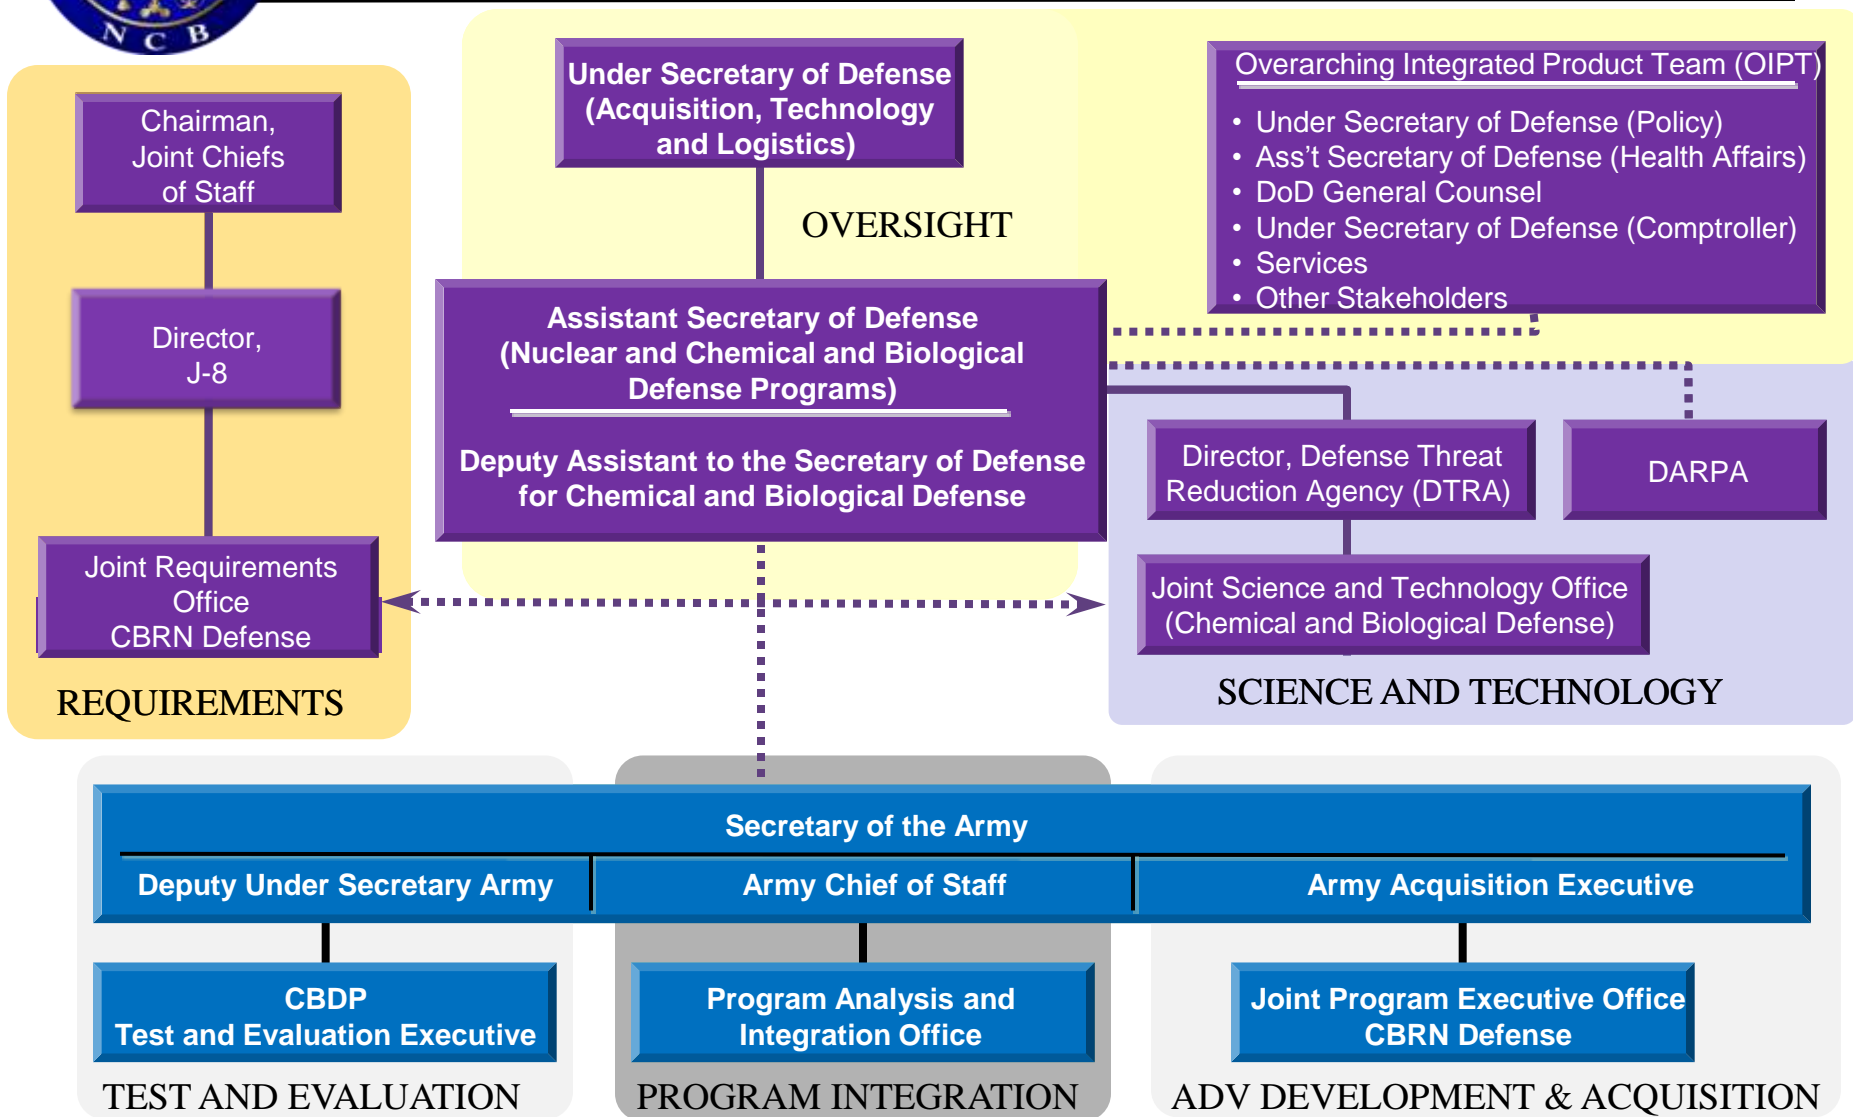 N C B
Chairman,
Joint Chiefs
of Staff
Director,
J-8
Joint Requirements
Office
CBRN Defense
REQUIREMENTS
Under Secretary of Defense
(Acquisition, Technology
and Logistics)
OVERSIGHT
Assistant Secretary of Defense
(Nuclear and Chemical and Biological
Defense Programs)
Deputy Assistant to the Secretary of Defense
for Chemical and Biological Defense
Overarching Integrated Product Team (OIPT)
• Under Secretary of Defense (Policy)
• Ass't Secretary of Defense (Health Affairs)
• DoD General Counsel
• Under Secretary of Defense (Comptroller)
• Services
• Other Stakeholders
Director, Defense Threat
Reduction Agency (DTRA)
DARPA
Joint Science and Technology Office
(Chemical and Biological Defense)
SCIENCE AND TECHNOLOGY
Secretary of the Army
Deputy Under Secretary Army
Army Chief of Staff
Army Acquisition Executive
CBDP
Test and Evaluation Executive
Program Analysis and
Integration Office
Joint Program Executive Office
CBRN Defense
TEST AND EVALUATION
PROGRAM INTEGRATION
ADV DEVELOPMENT & ACQUISITION